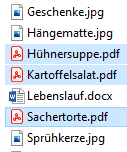 Geschenke.jpg
Hängematte.jpg
Hühnersuppe.pdf
Kartoffelsalat.pdf
Lebenslauf.docx
Sachertorte.pdf
Sprühkerze.jpg